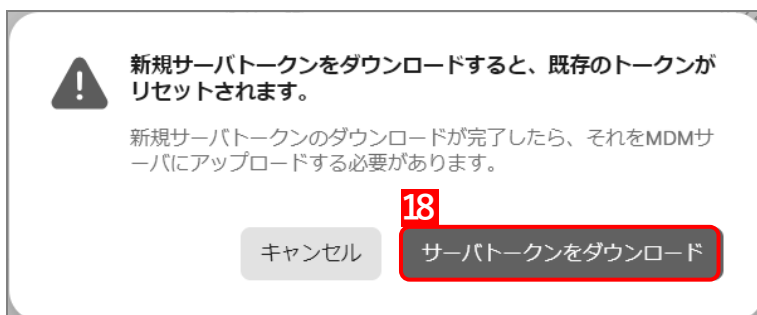 新規サーバトークンをダウンロードすると、既存のトークンが
リセットされます。
新規サーバトークンのダウンロードが完了したら、それをMDMサ
ーバにアップロードする必要があります。
18
キャンセル
サーバトークンをダウンロード